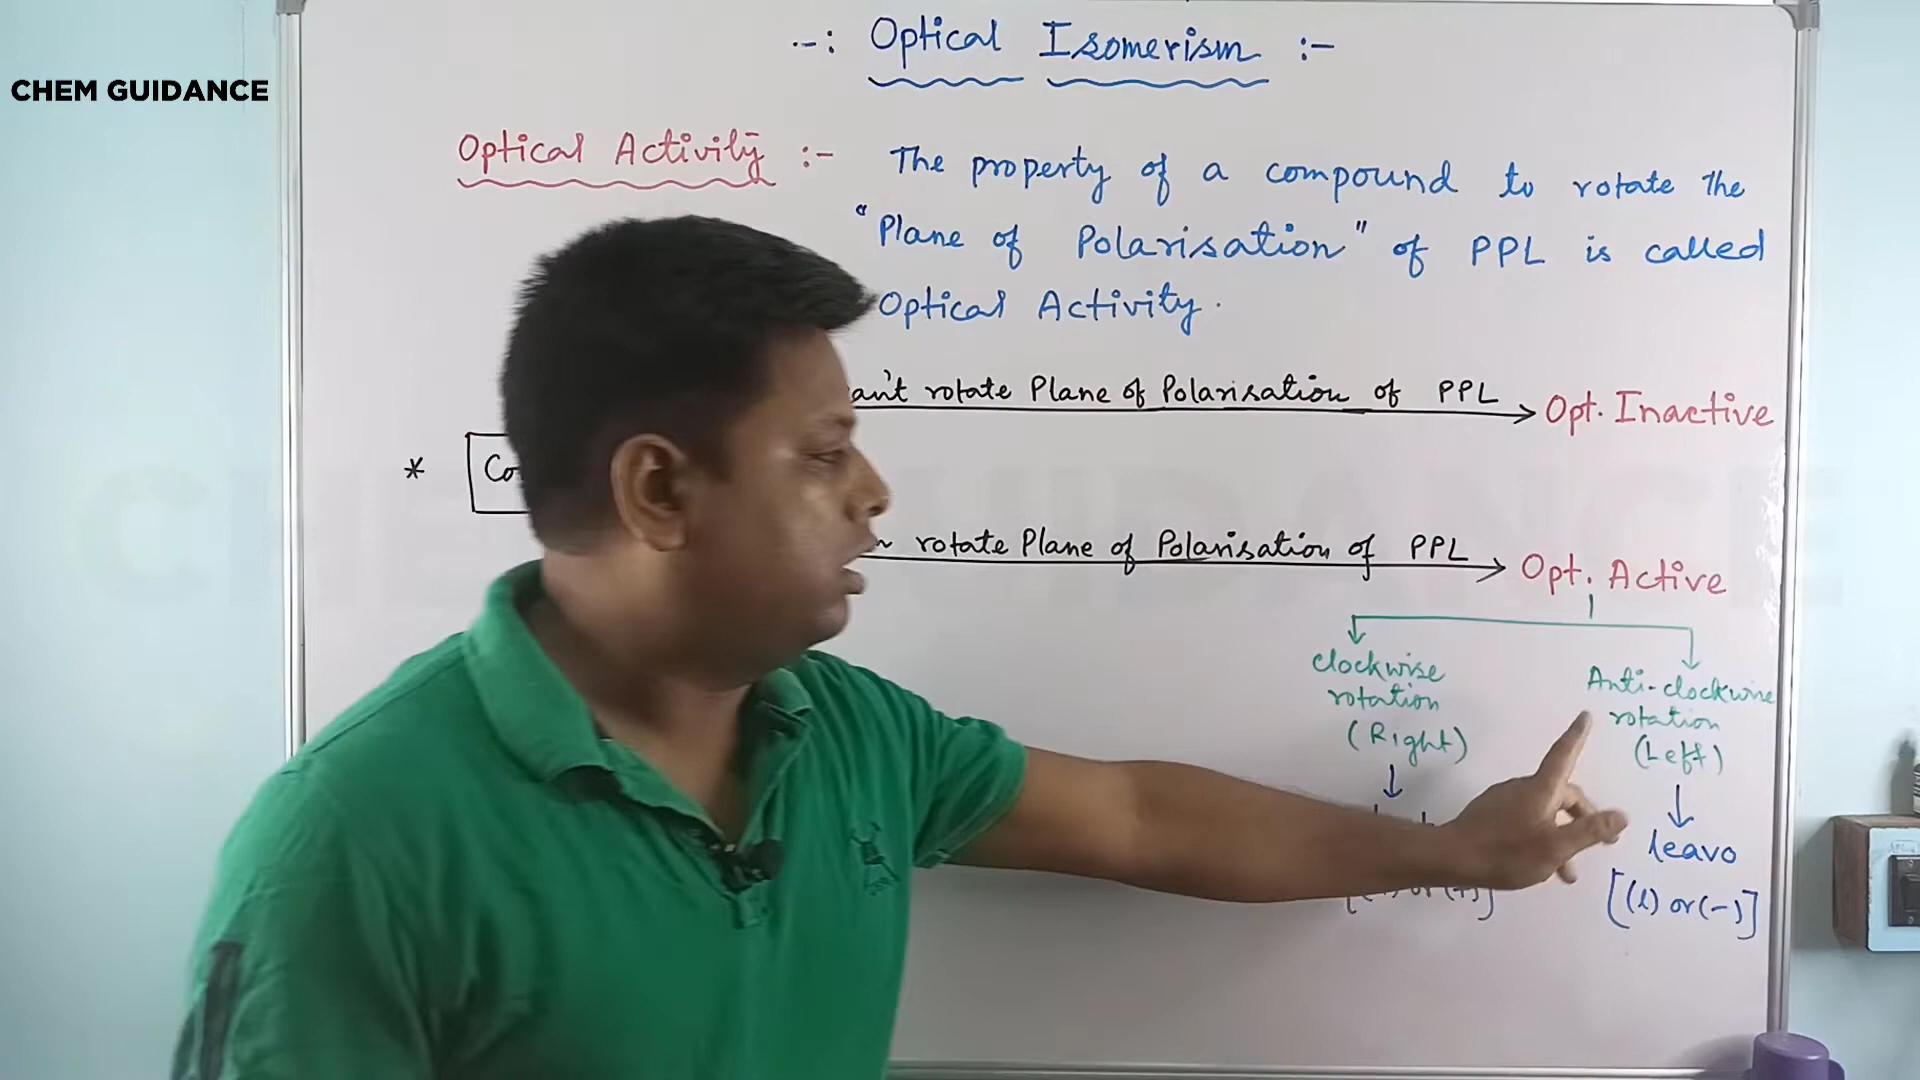 CHEM GUIDANCE
..-: Optical Isomerism :-
Optical Activity :- The property of a compound to rotate the
"Plane of Polarisation" of PPL is called
Optical Activity.
rotate Plane of Polarisation of PPL → Opt. Inactive
*
rotate Plane of Polarisation of PPL → Opt. Active
Clockwise rotation (Right)
Anti-clockwise rotation (Left)
leavo
[(l) or (-)]
CHEM GUIDANCE